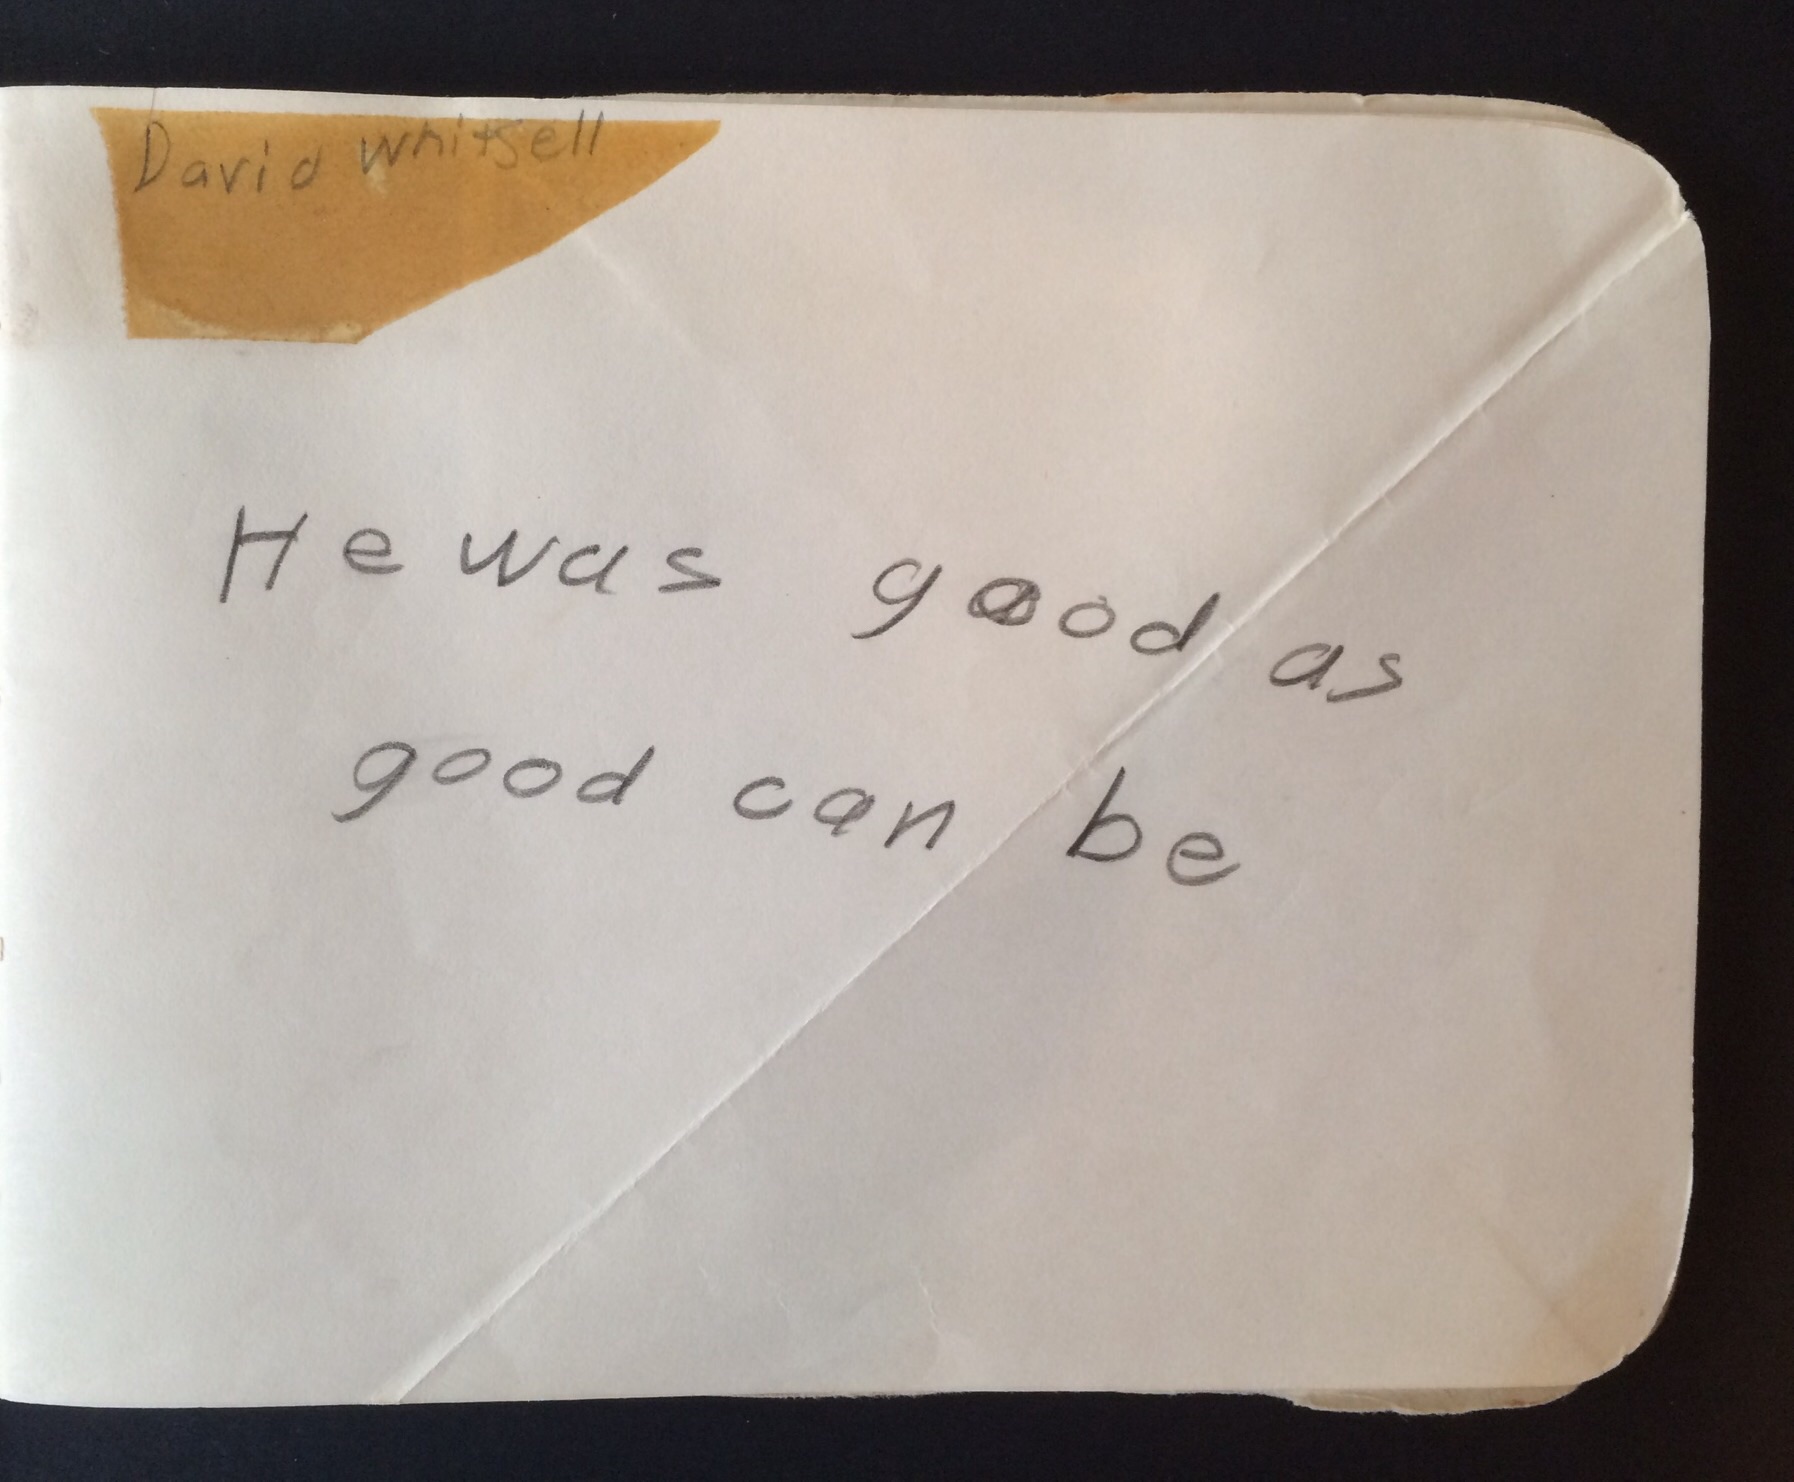 David Whitsell
He was good as
good can be